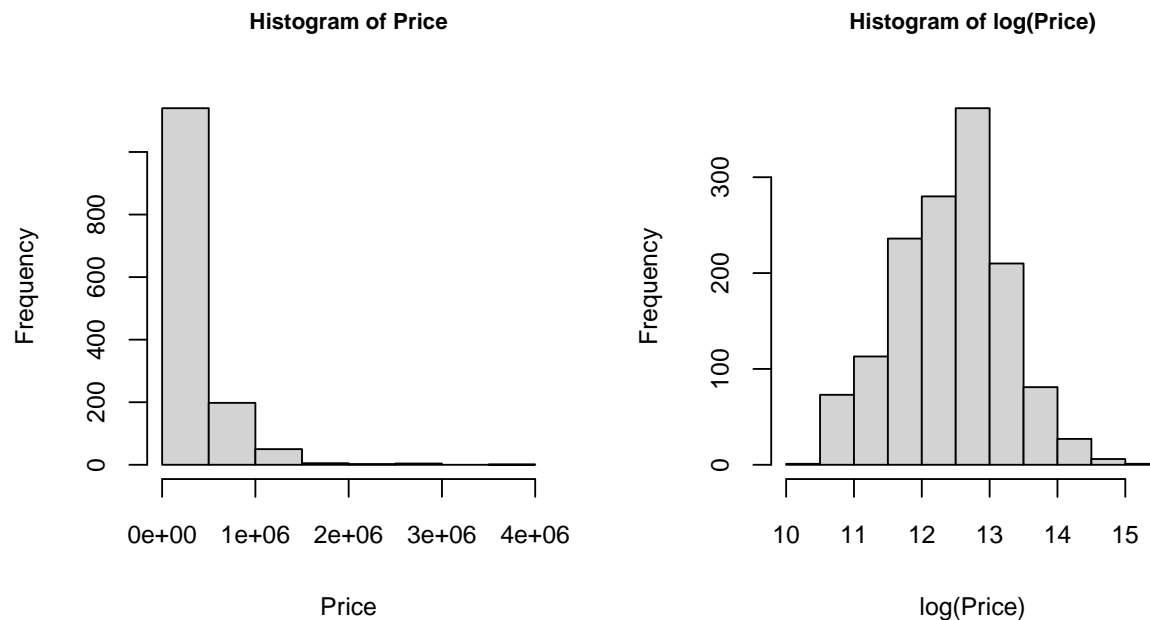 Histogram of Price
Frequency
0 200 400 600 800
0e+00 1e+06 2e+06 3e+06 4e+06
Price
Histogram of log(Price)
Frequency
0 100 200 300
10 11 12 13 14 15
log(Price)